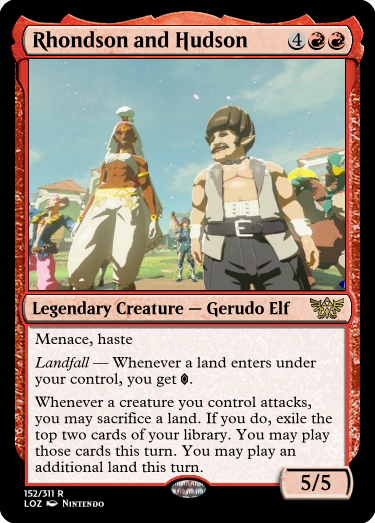 Rhondson and Hudson 4
Legendary Creature — Gerudo Elf
Menace, haste
Landfall — Whenever a land enters under
your control, you get .
Whenever a creature you control attacks,
you may sacrifice a land. If you do, exile the
top two cards of your library. You may play
those cards this turn. You may play an
additional land this turn.
5/5
152/311 R
LOZ Nintendo